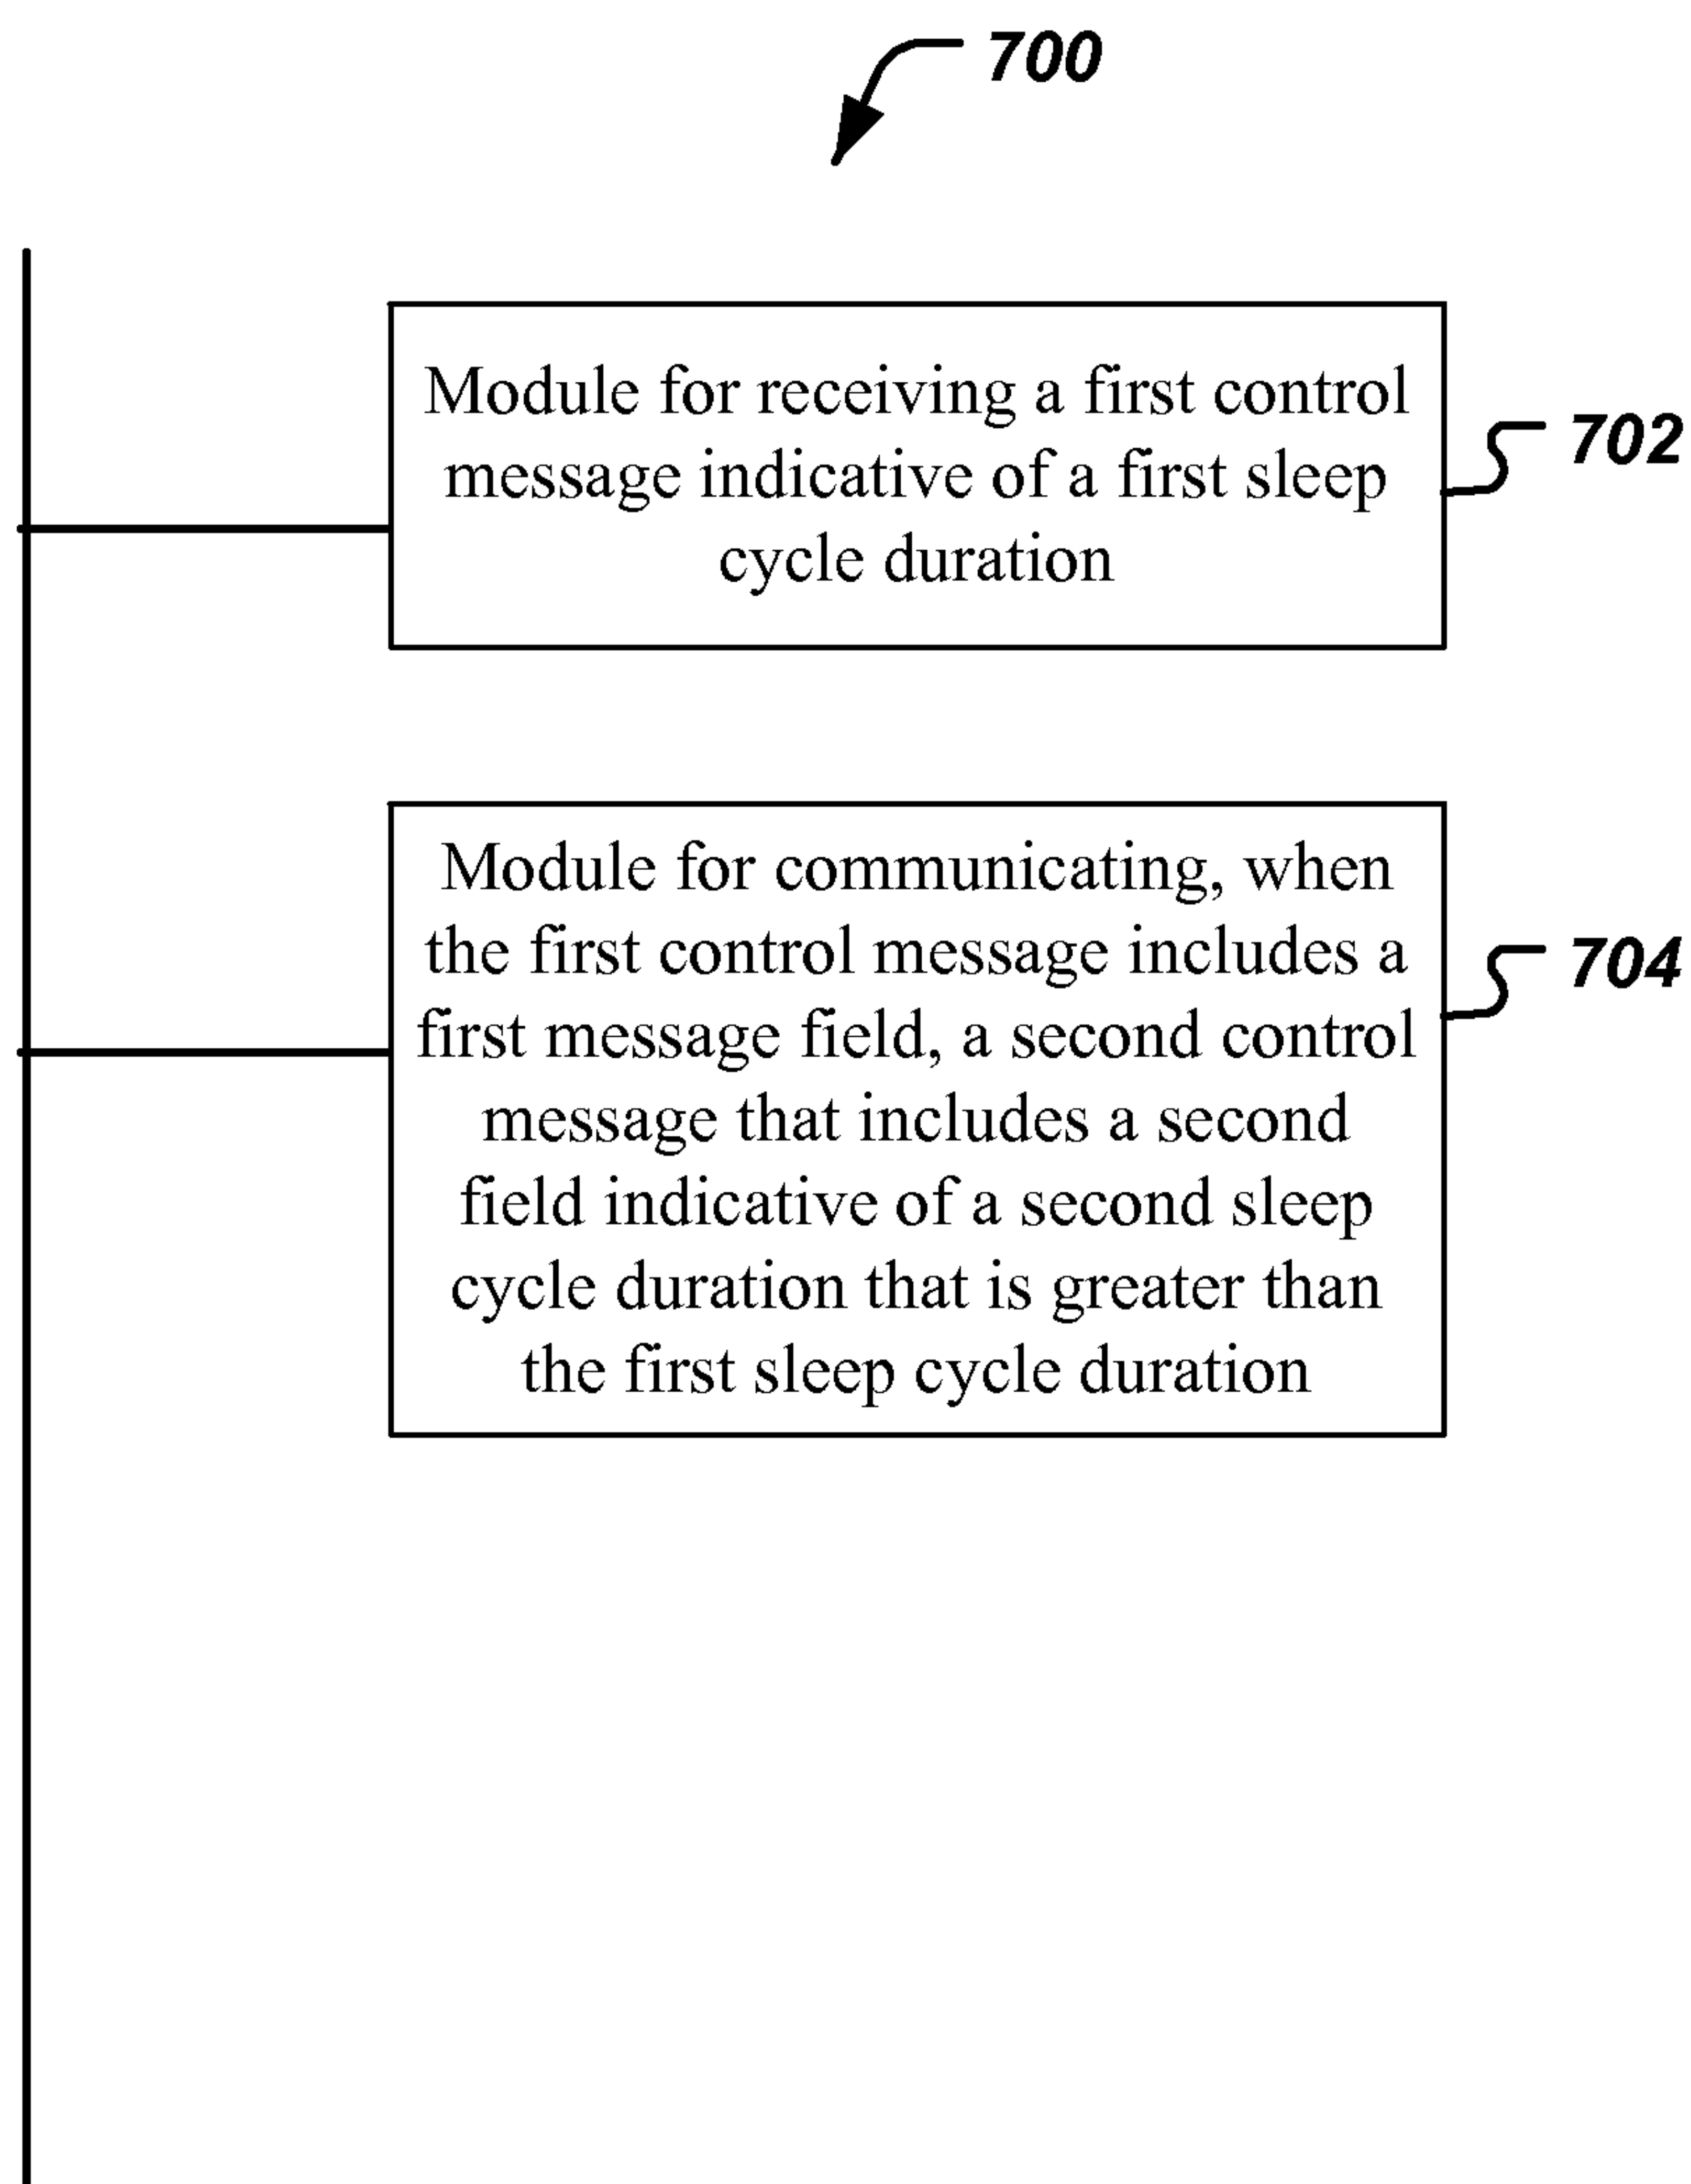 700
Module for receiving a first control
message indicative of a first sleep
cycle duration
702
Module for communicating, when
the first control message includes a
first message field, a second control
message that includes a second
field indicative of a second sleep
cycle duration that is greater than
the first sleep cycle duration
704